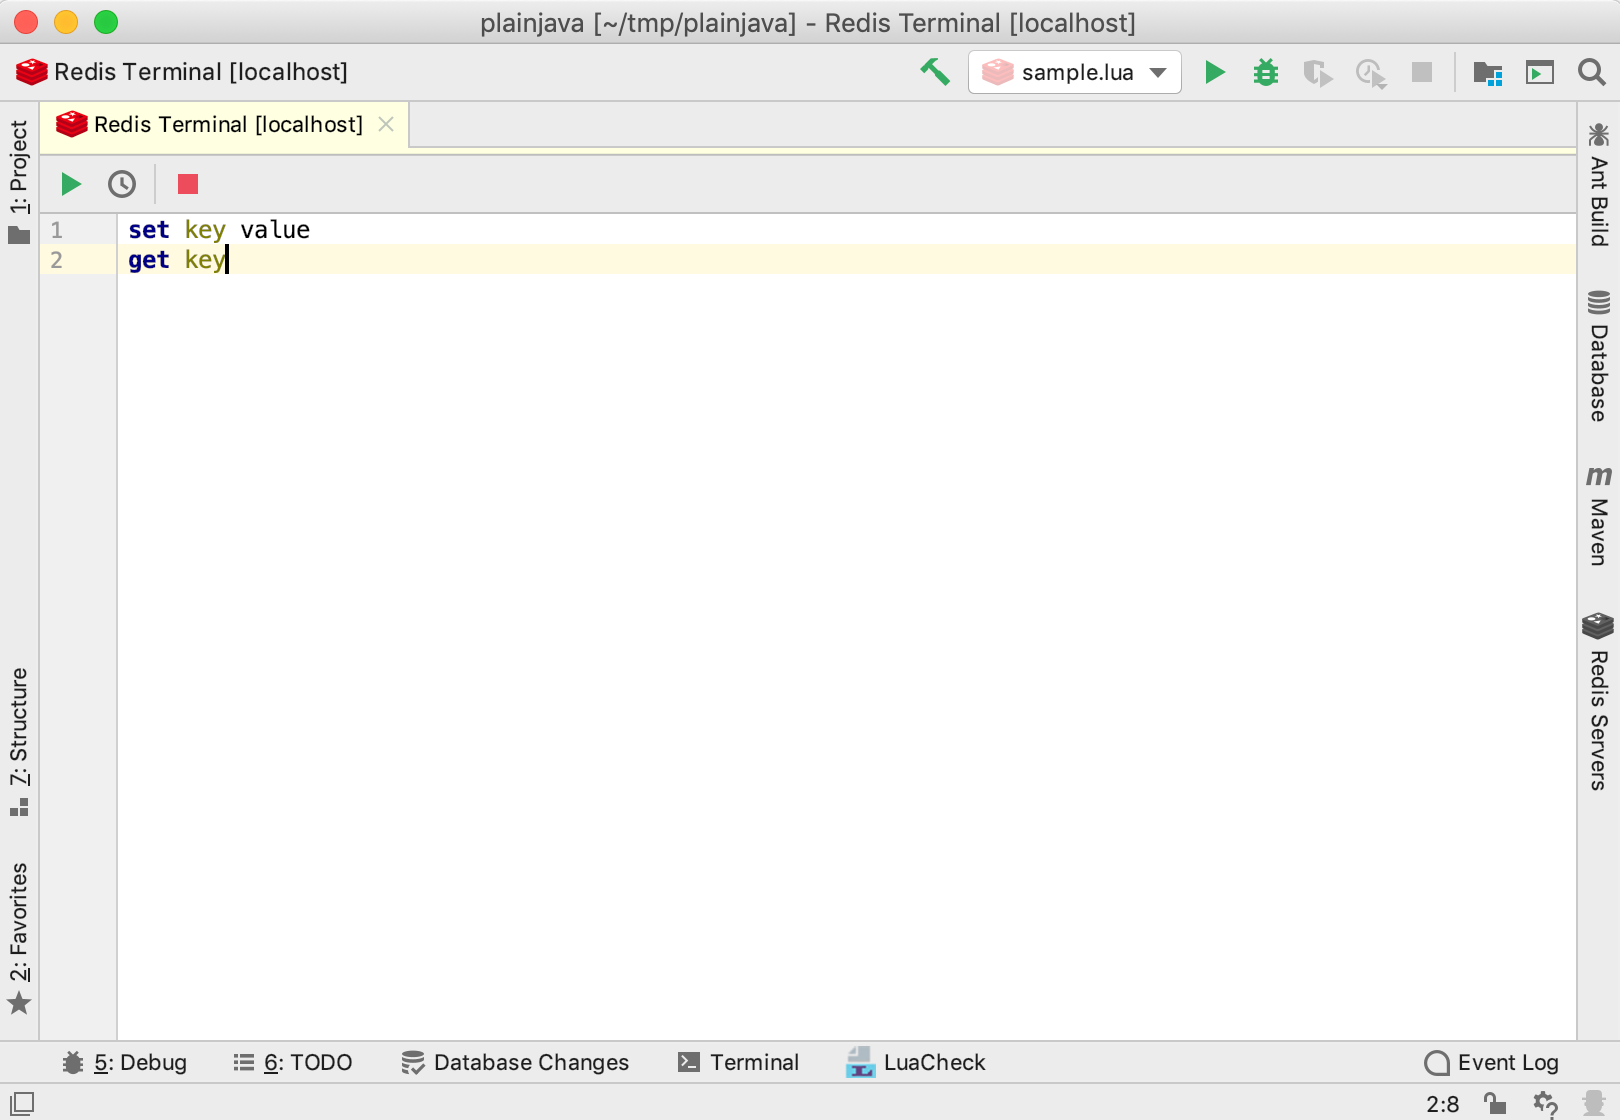 plainjava [~/tmp/plainjava] - Redis Terminal [localhost]
Redis Terminal [localhost]
sample.lua
Redis Terminal [localhost]
1 set key value
2 get key
1: Project
7: Structure
2: Favorites
Ant Build
Database
m Maven
Redis Servers
5: Debug 6: TODO Database Changes Terminal LuaCheck Event Log
2:8